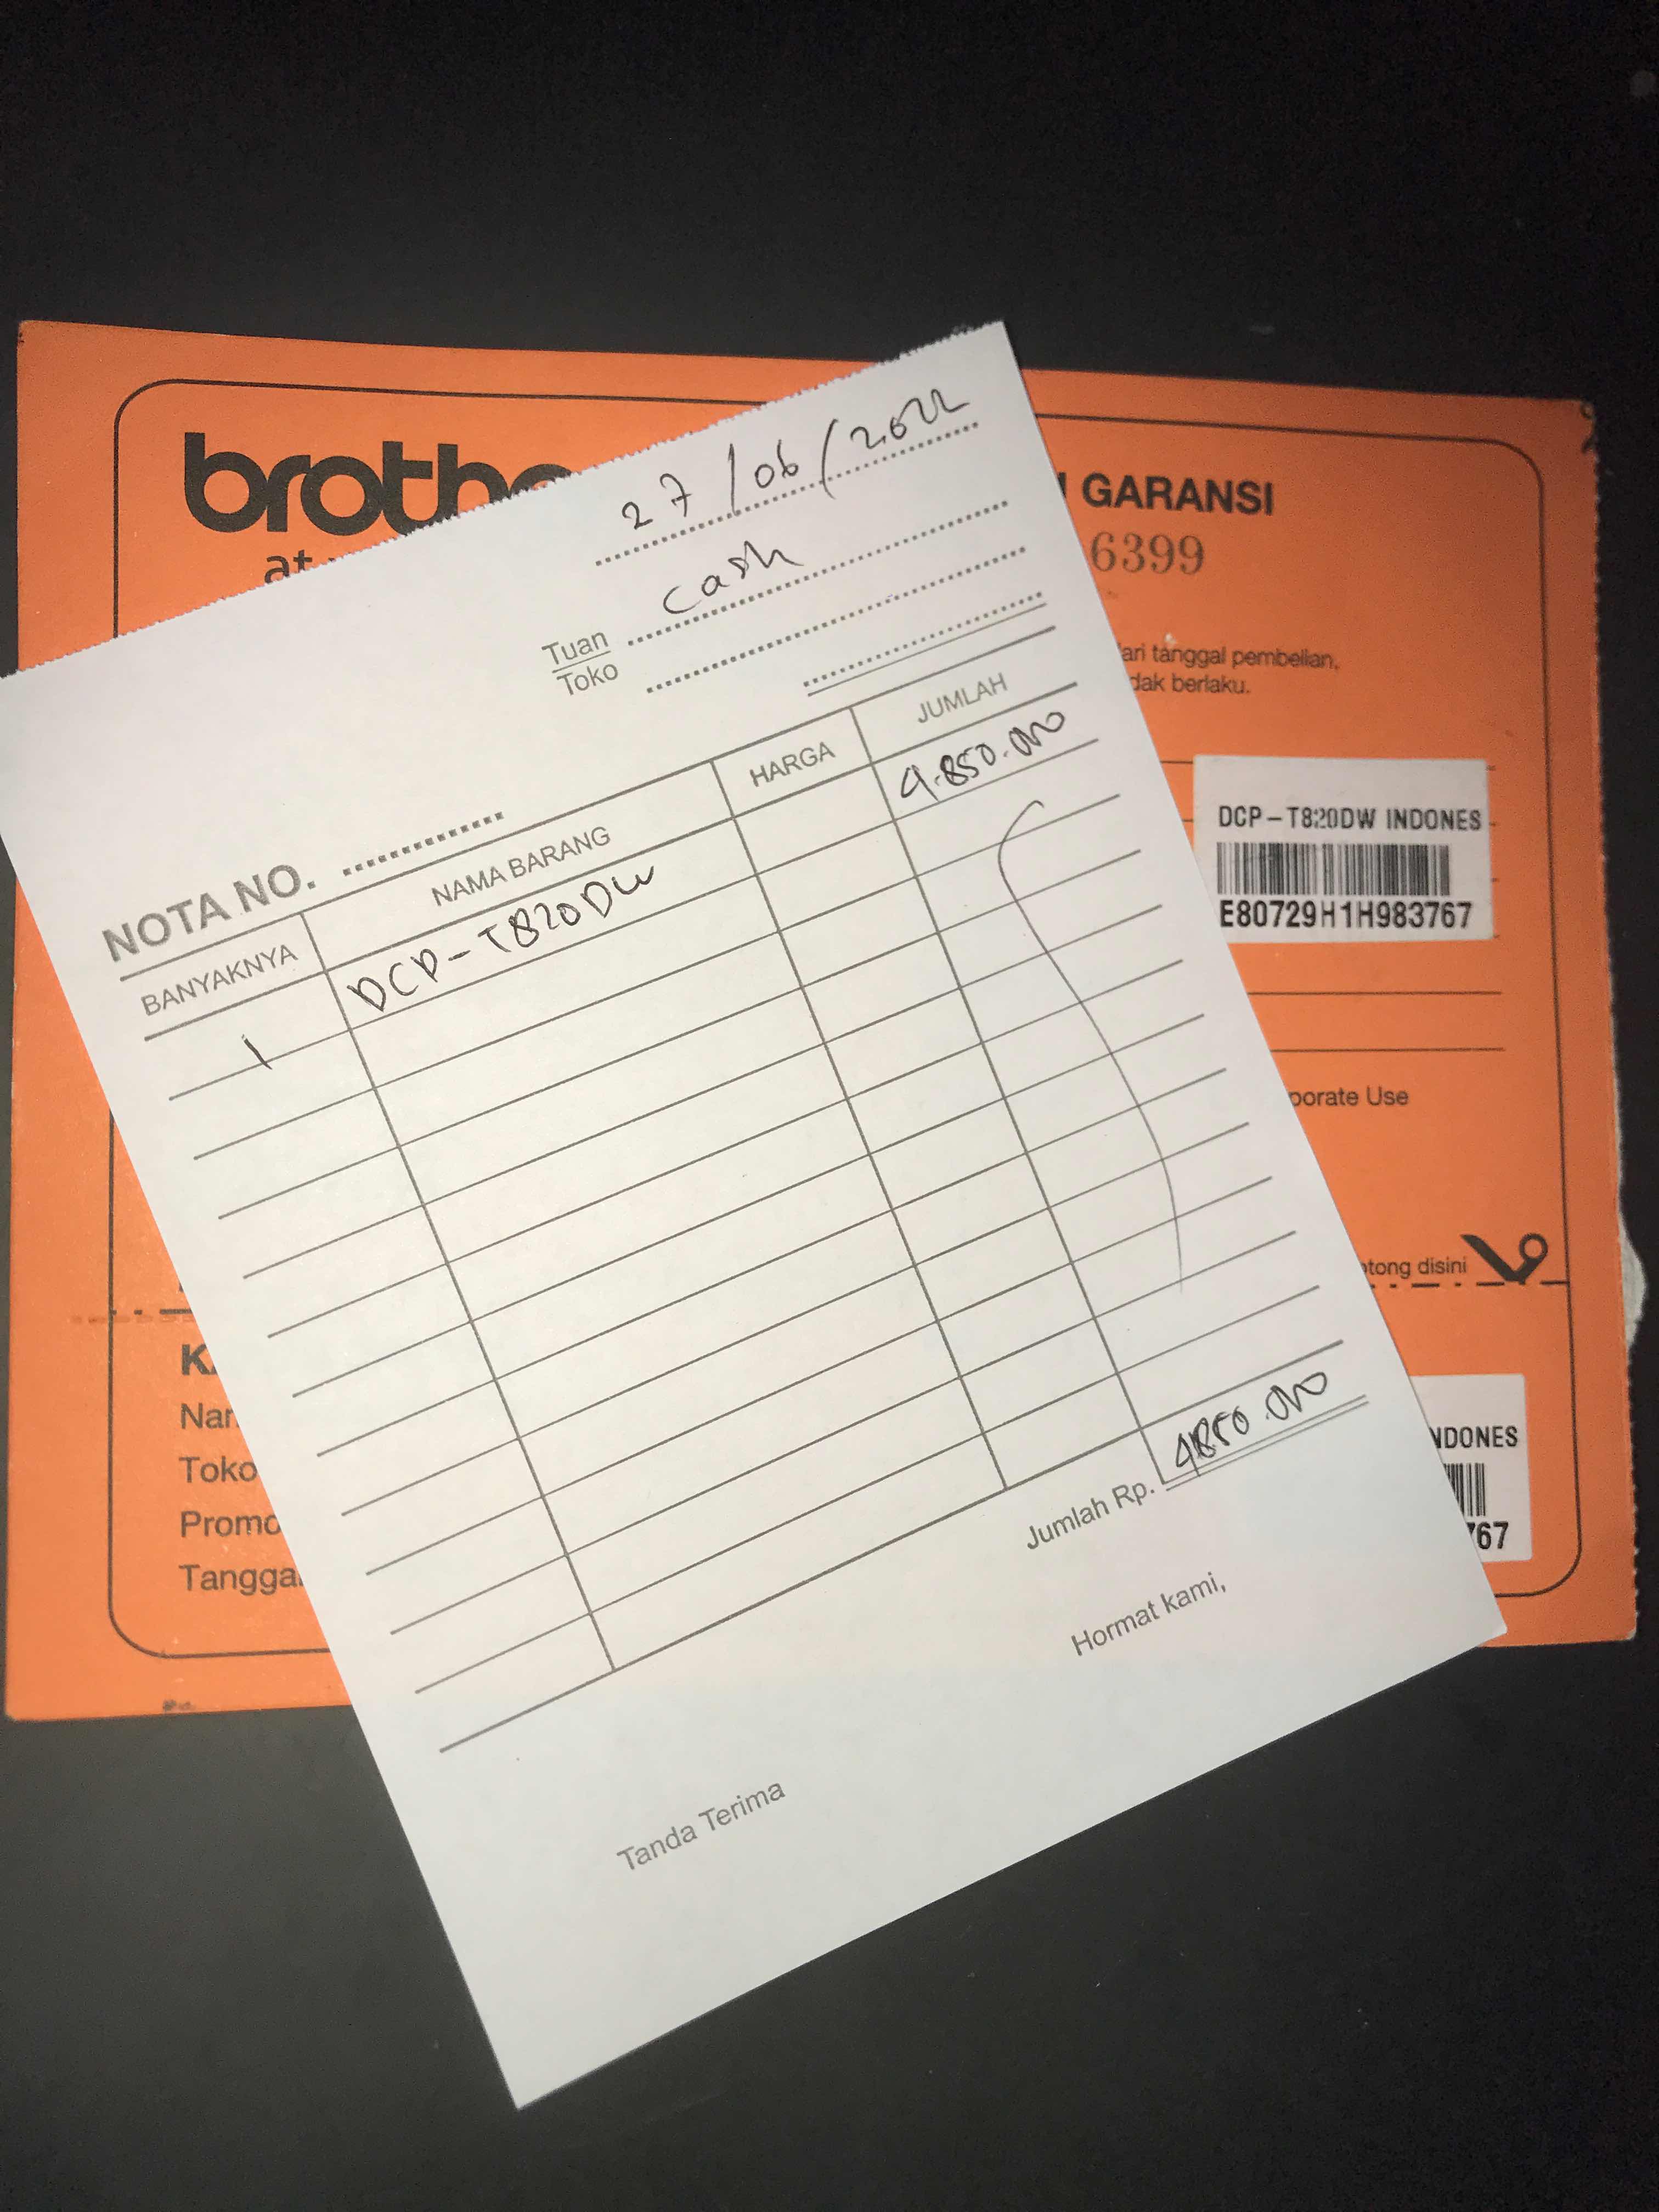 27/06/2022
Tuan cash
Toko
NOTA NO.
BANYAKNYA NAMA BARANG HARGA JUMLAH
1 DCP-T820DW 4.850.000
Jumlah Rp. 4850.000
Tanda Terima Hormat kami,
brothe
at
GARANSI
6399
ari tanggal pembelian,
dak berlaku.
DCP-T820DW INDONES
E80729H1H983767
porate Use
otong disini
K
Nan
Toko
Promo
Tangga
NDONES
767